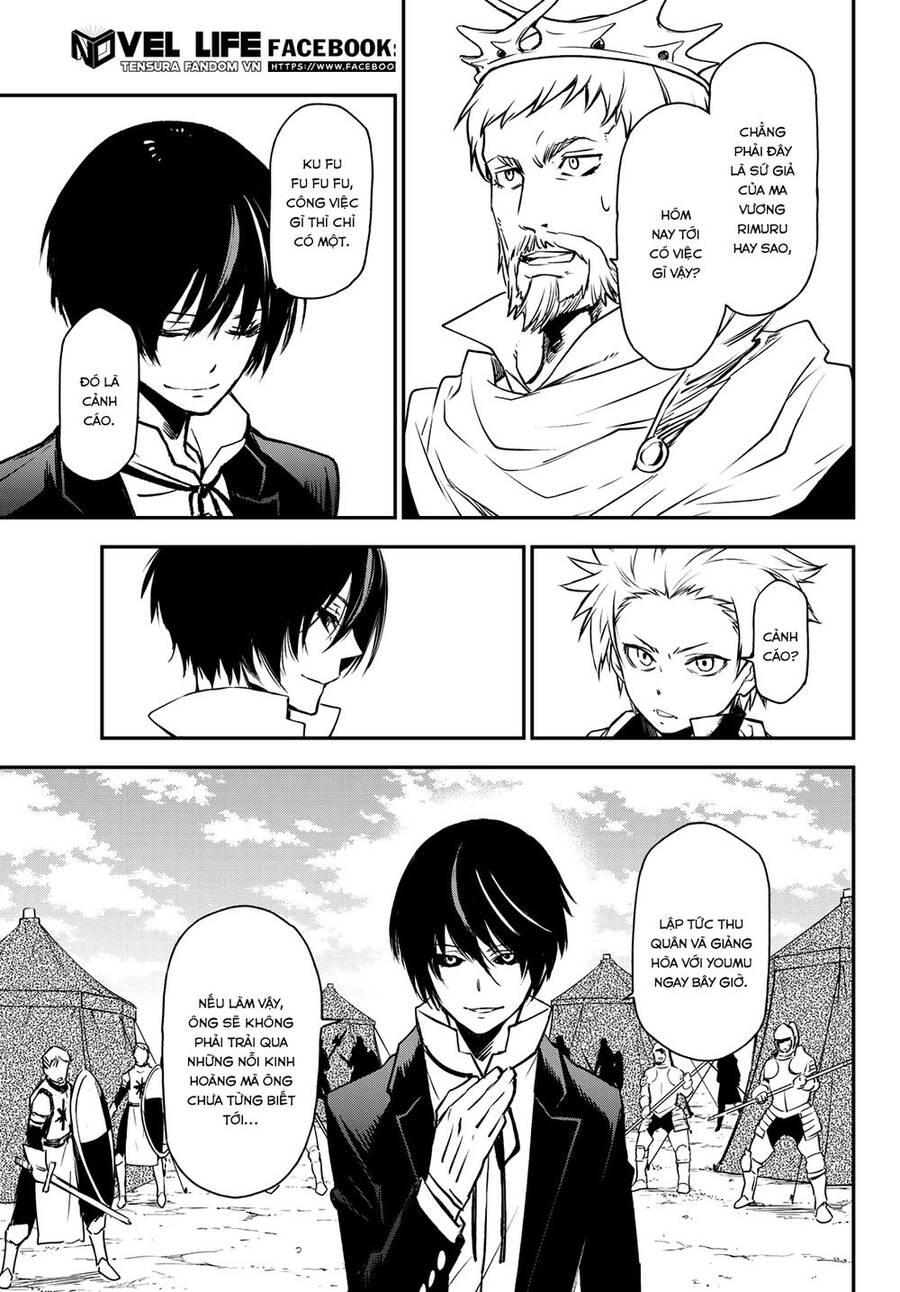 NOVEL LIFE FACEBOOK:
TENSURA FANDOM VN HTTPS://WWW.FACEBOO
CHẲNG
PHẢI ĐÂY
LÀ SỨ GIẢ
CỦA MA
VƯƠNG
RIMURU
HAY SAO,
HÔM
NAY TỚI
CÓ VIỆC
GÌ VẬY?
KU FU
FU FU FU,
CÔNG VIỆC
GÌ THÌ CHỈ
CÓ MỘT.
ĐÓ LÀ
CẢNH
CÁO.
CẢNH
CÁO?
LẬP TỨC THU
QUÂN VÀ GIẢNG
HÒA VỚI YOUMU
NGAY BÂY GIỜ.
NẾU LÀM VẬY,
ÔNG SẼ KHÔNG
PHẢI TRẢI QUA
NHỮNG NỖI KINH
HOÀNG MÀ ÔNG
CHƯA TỪNG BIẾT
TỚI...